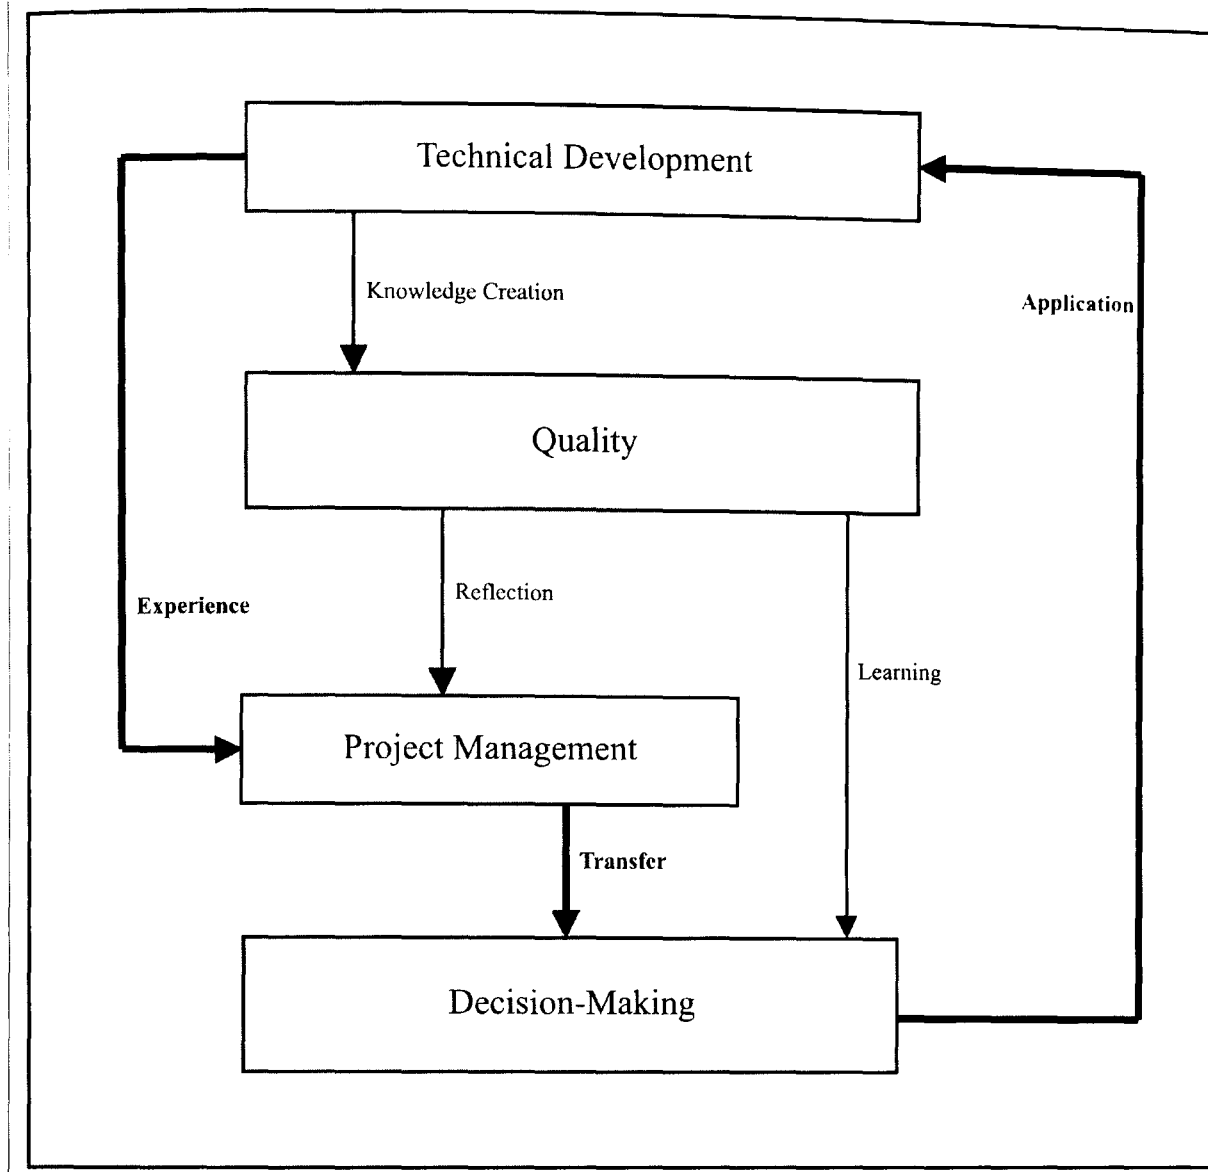 Technical Development
Knowledge Creation
Application
Quality
Reflection
Experience
Learning
Project Management
Transfer
Decision-Making